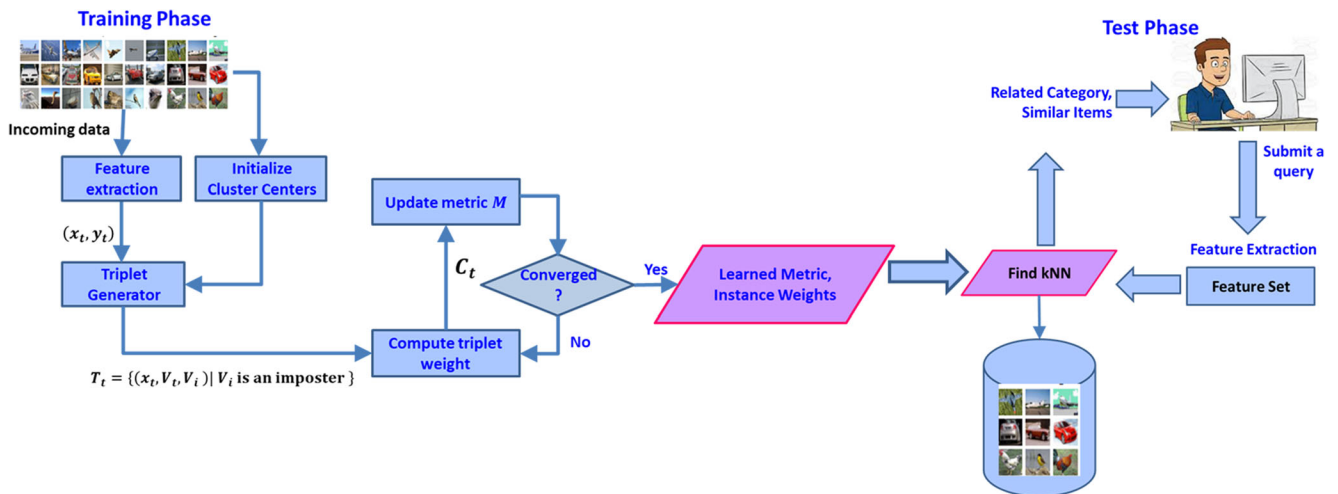 Training Phase
Incoming data
Feature
extraction
Initialize
Cluster Centers
(x_t, y_t)
Triplet
Generator
T_t = {(x_t, V_t, V_i )| V_i is an imposter }
Update metric M
C_t
Converged
?
Yes
No
Compute triplet
weight
Learned Metric,
Instance Weights
Find kNN
Related Category,
Similar Items
Test Phase
Submit a
query
Feature Extraction
Feature Set